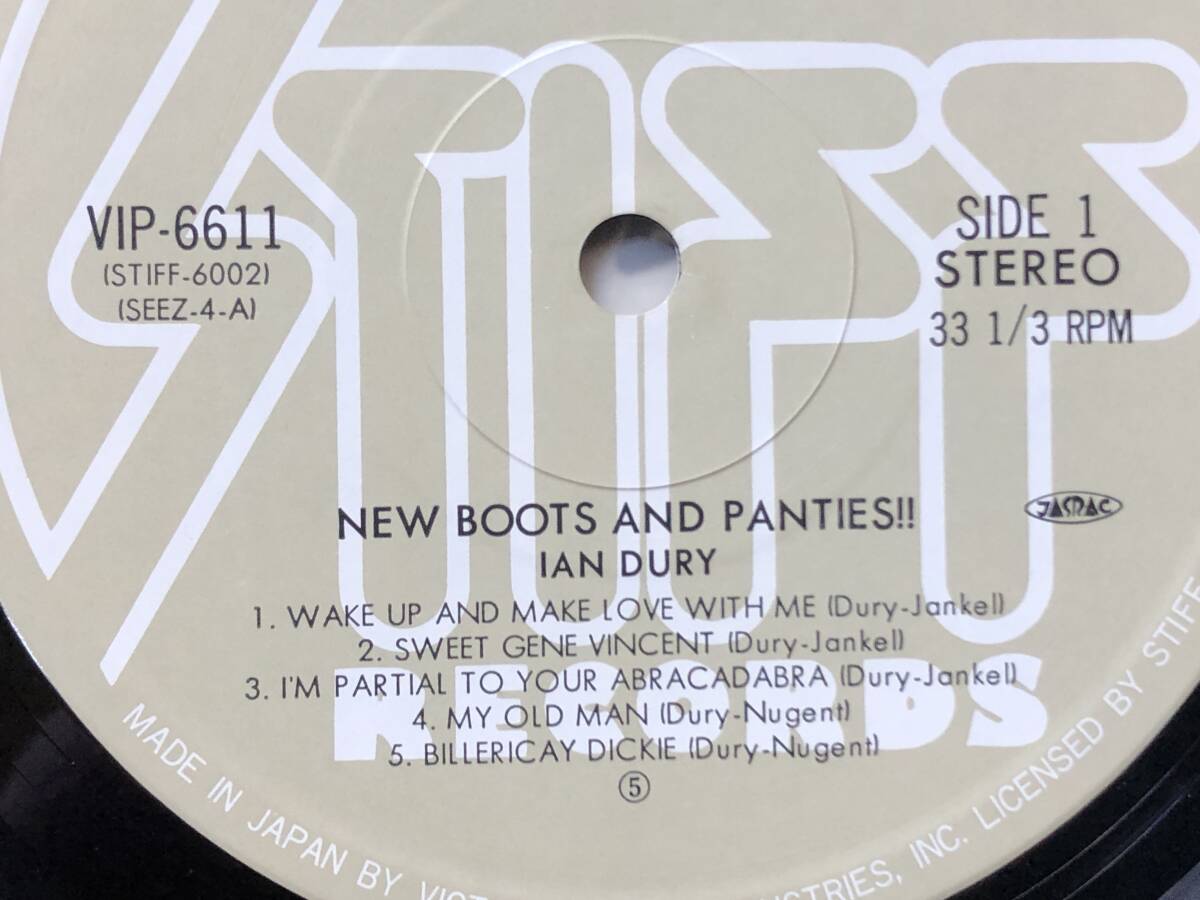 STIFF
VIP-6611
(STIFF-6002)
(SEEZ-4-A)
SIDE 1
STEREO
33 1/3 RPM
NEW BOOTS AND PANTIES!!
IAN DURY
JASRAC
1. WAKE UP AND MAKE LOVE WITH ME (Dury-Jankel)
2. SWEET GENE VINCENT (Dury-Jankel)
3. I'M PARTIAL TO YOUR ABRACADABRA (Dury-Jankel)
4. MY OLD MAN (Dury-Nugent)
5. BILLERICAY DICKIE (Dury-Nugent)
⑤
RECORDS
MADE IN JAPAN BY INC. LICENSED BY STIFF